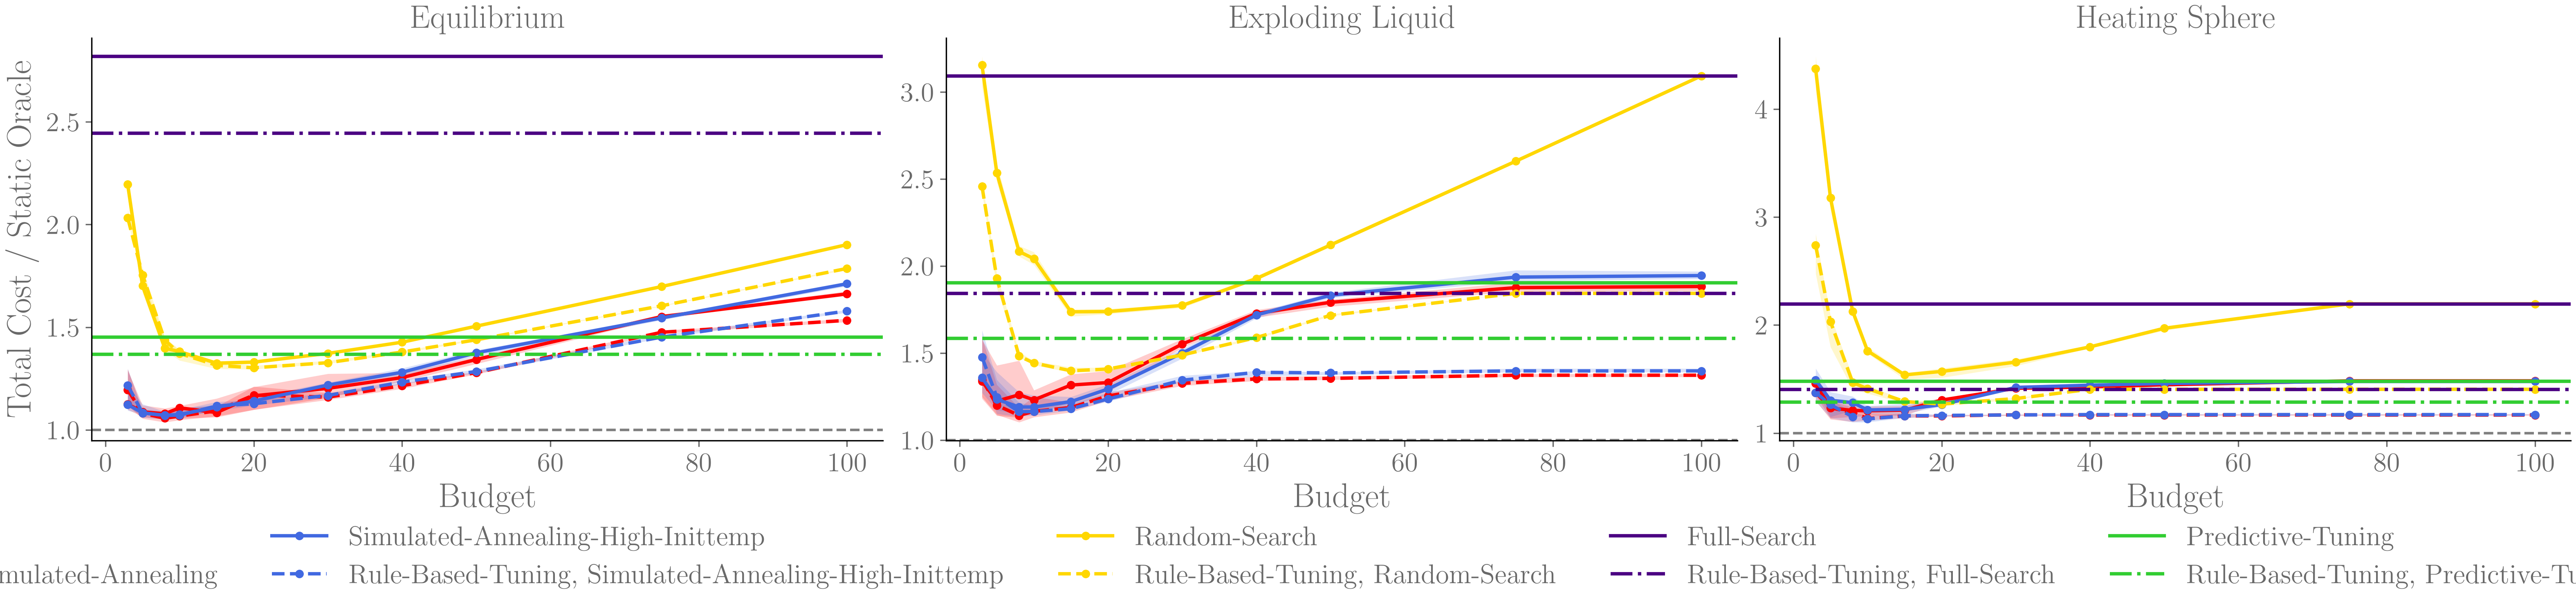 Equilibrium
Exploding Liquid
Heating Sphere
Total Cost / Static Oracle
2.5
2.0
1.5
1.0
0 20 40 60 80 100
Budget
3.0
2.5
2.0
1.5
1.0
0 20 40 60 80 100
Budget
4
3
2
1
0 20 40 60 80 100
Budget
Simulated-Annealing-High-Inittemp
Random-Search
Full-Search
Predictive-Tuning
mulated-Annealing
Rule-Based-Tuning, Simulated-Annealing-High-Inittemp
Rule-Based-Tuning, Random-Search
Rule-Based-Tuning, Full-Search
Rule-Based-Tuning, Predictive-Tu